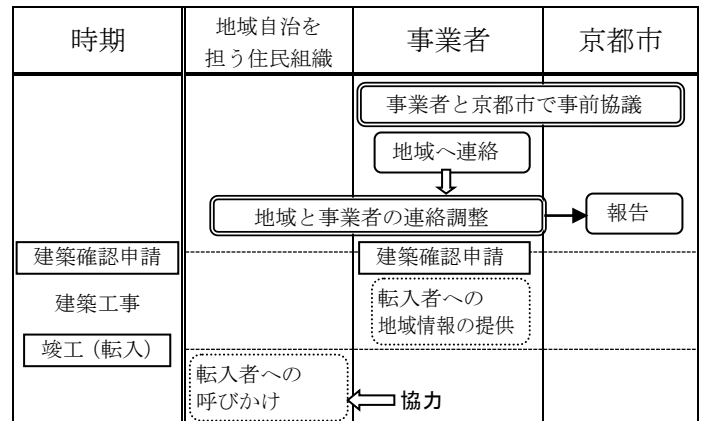 時期
地域自治を
担う住民組織
事業者
京都市
事業者と京都市で事前協議
地域へ連絡
地域と事業者の連絡調整
報告
建築確認申請
建築確認申請
建築工事
転入者への
地域情報の提供
竣工（転入）
転入者への
呼びかけ
協力